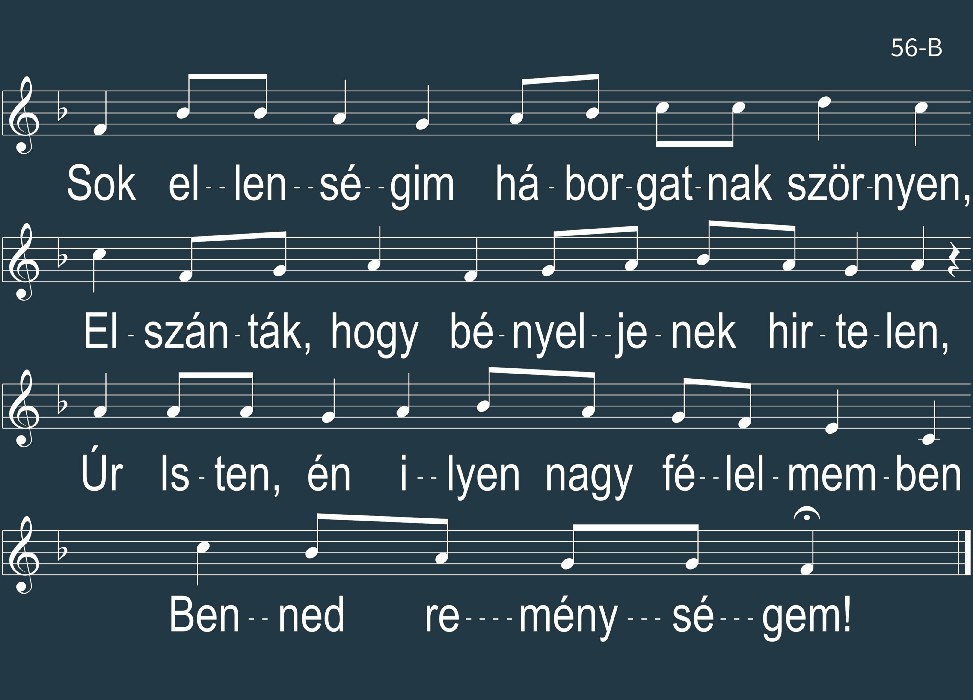 56-B
Sok el--len--sé--gim há-bor-gat-nak ször-nyen,
El-szán-ták, hogy bé-nyel--je-nek hir-te-len,
Úr Is-ten, én i--lyen nagy fé--lel-mem-ben
Ben--ned re----mény---sé---gem!